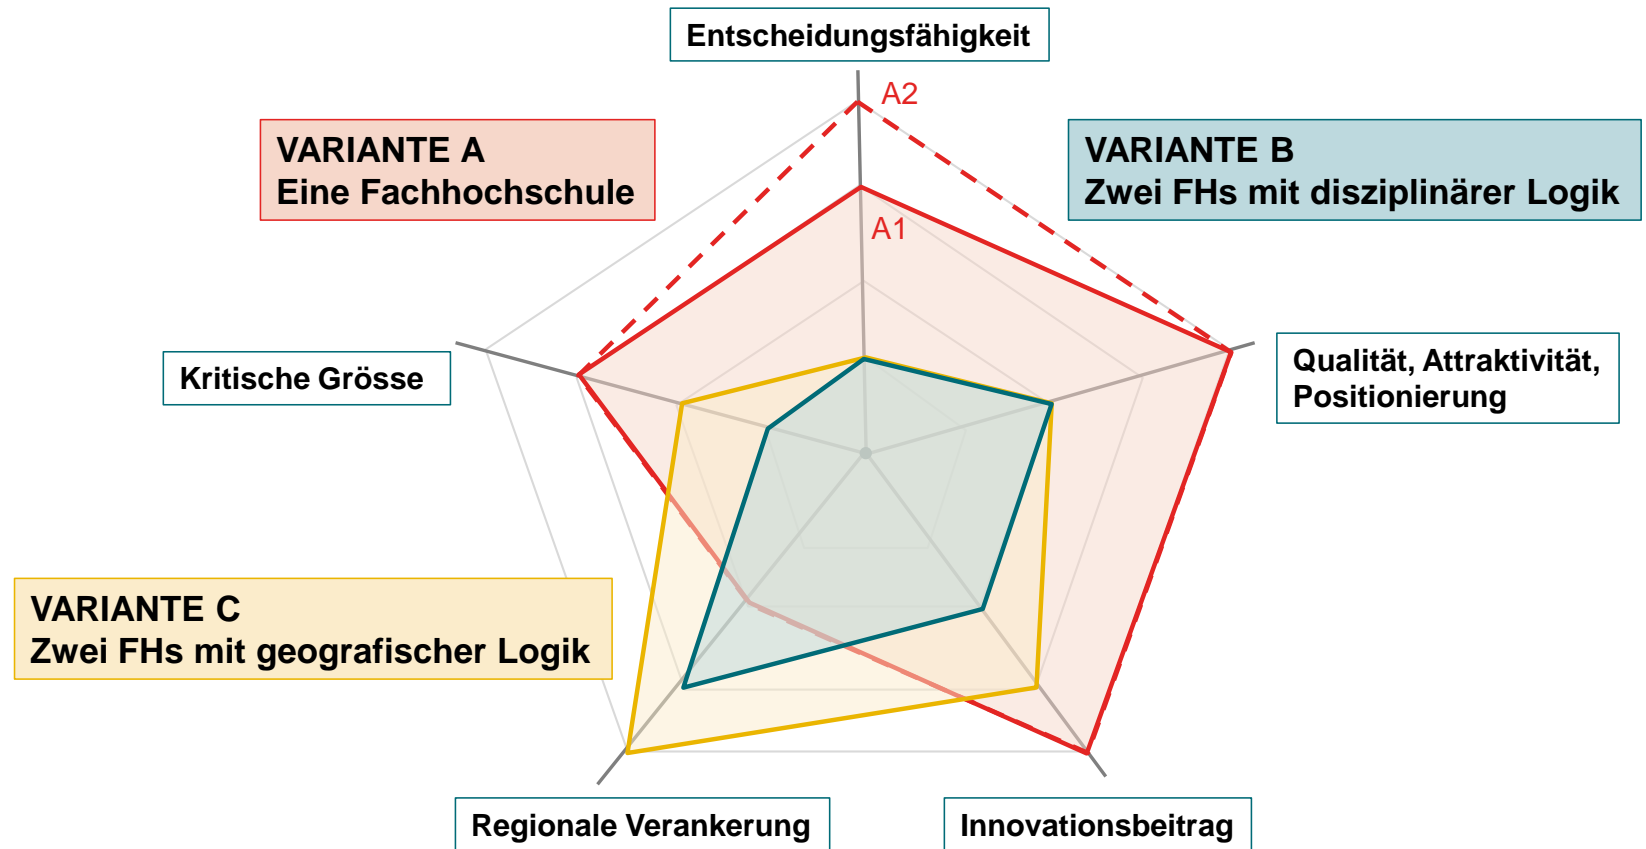 Entscheidungsfähigkeit
A2
VARIANTE A
Eine Fachhochschule
VARIANTE B
Zwei FHs mit disziplinärer Logik
A1
Kritische Grösse
Qualität, Attraktivität,
Positionierung
VARIANTE C
Zwei FHs mit geografischer Logik
Regionale Verankerung
Innovationsbeitrag